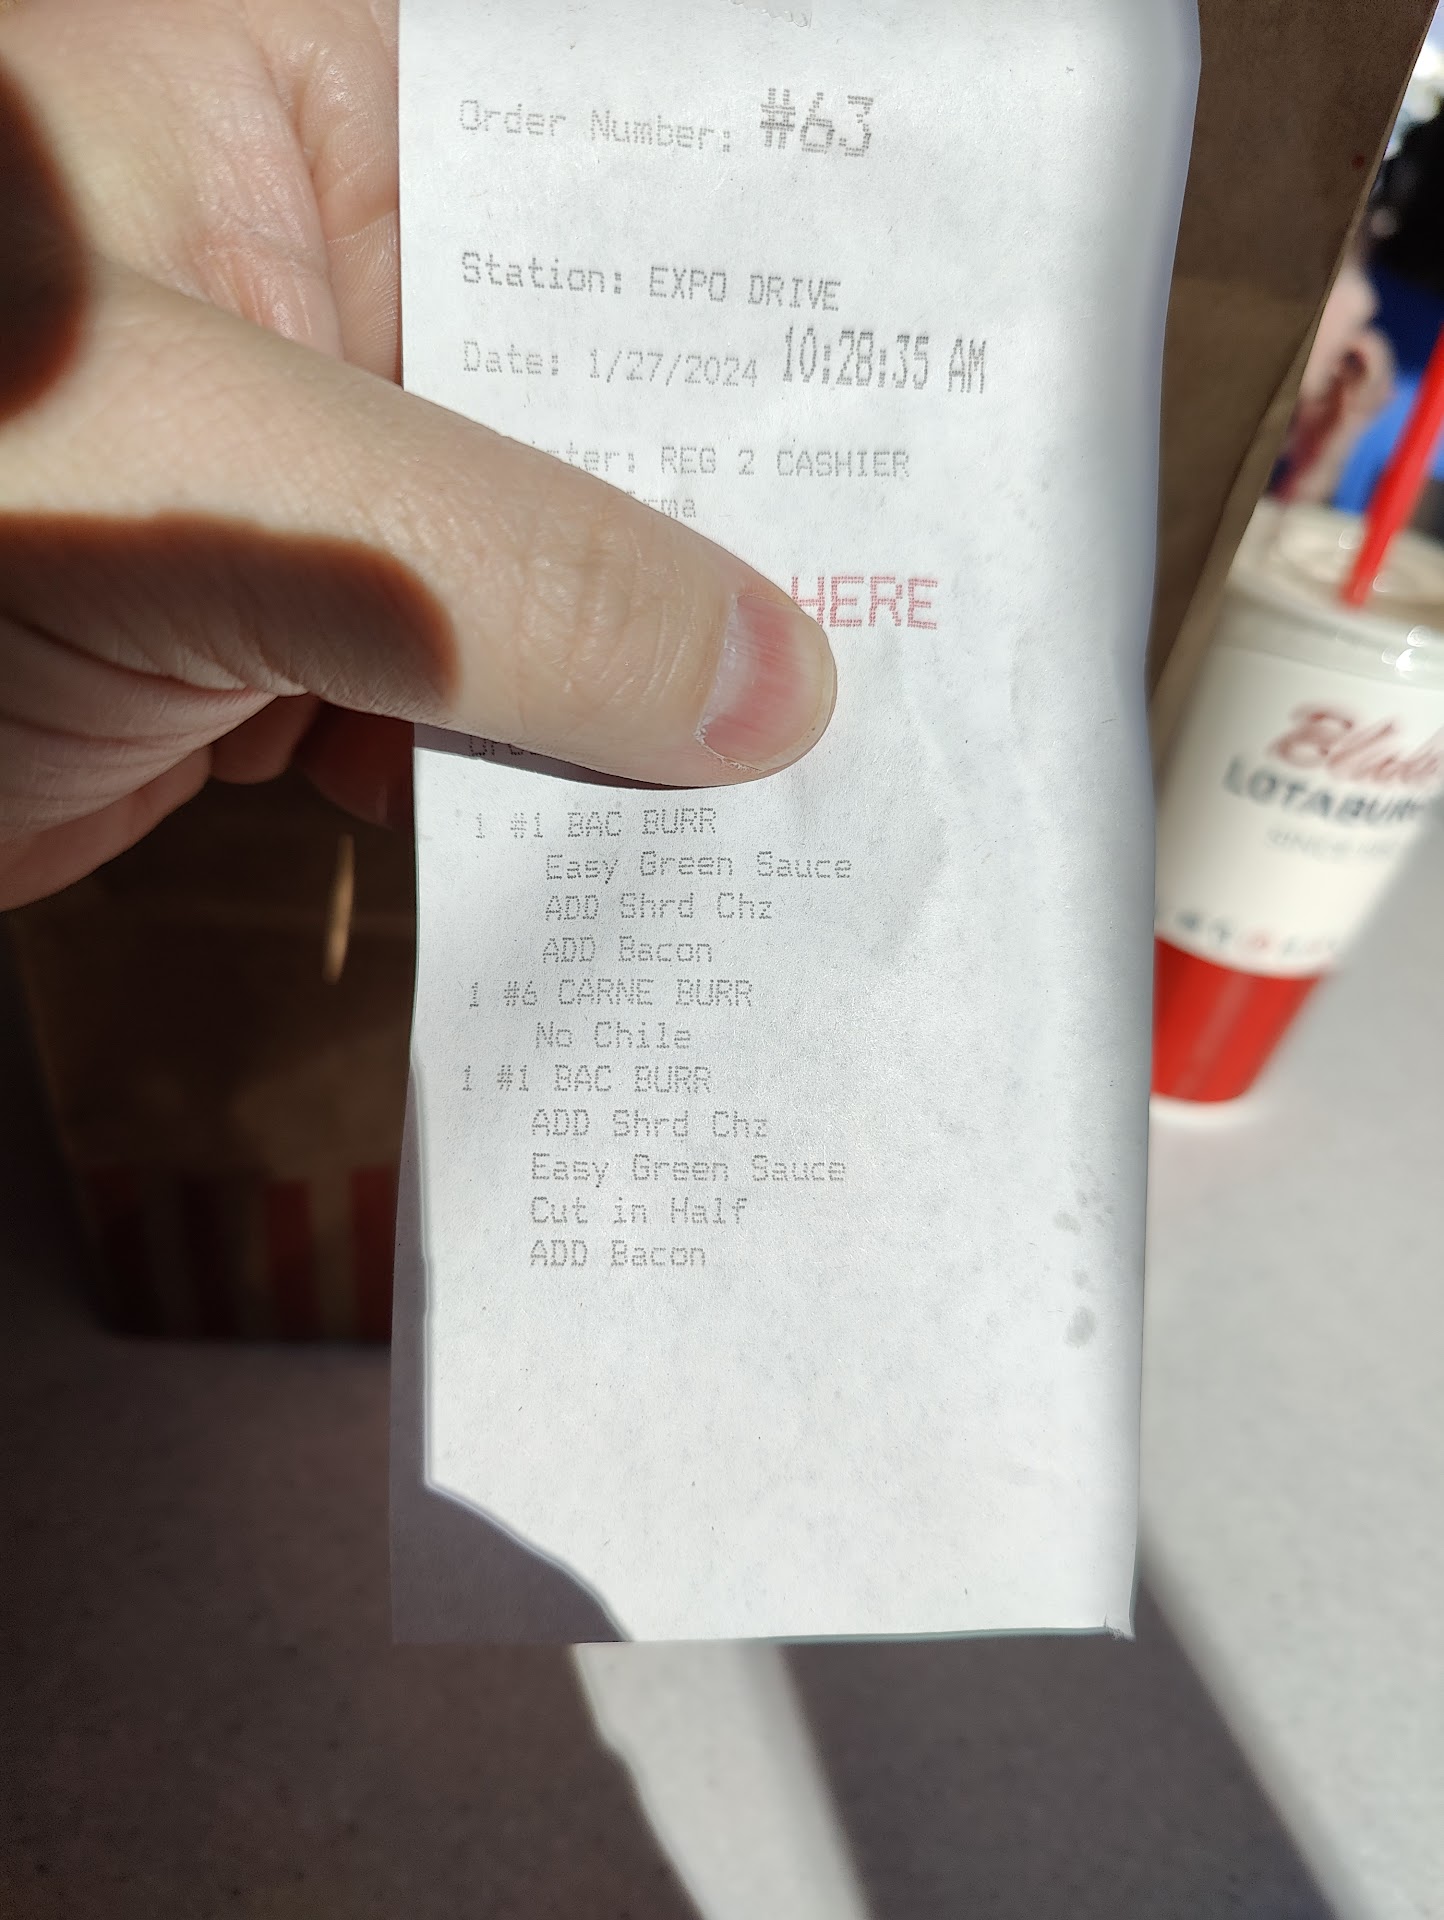 Order Number: #63
Station: EXPO DRIVE
Date: 1/27/2024 10:28:35 AM
REG 2 CASHIER
HERE
1 #1 BAC BURR
Easy Green Sauce
ADD Shrd Chz
ADD Bacon
1 #6 CARNE BURR
No Chile
1 #1 BAC BURR
ADD Shrd Chz
Easy Green Sauce
Cut in Half
ADD Bacon